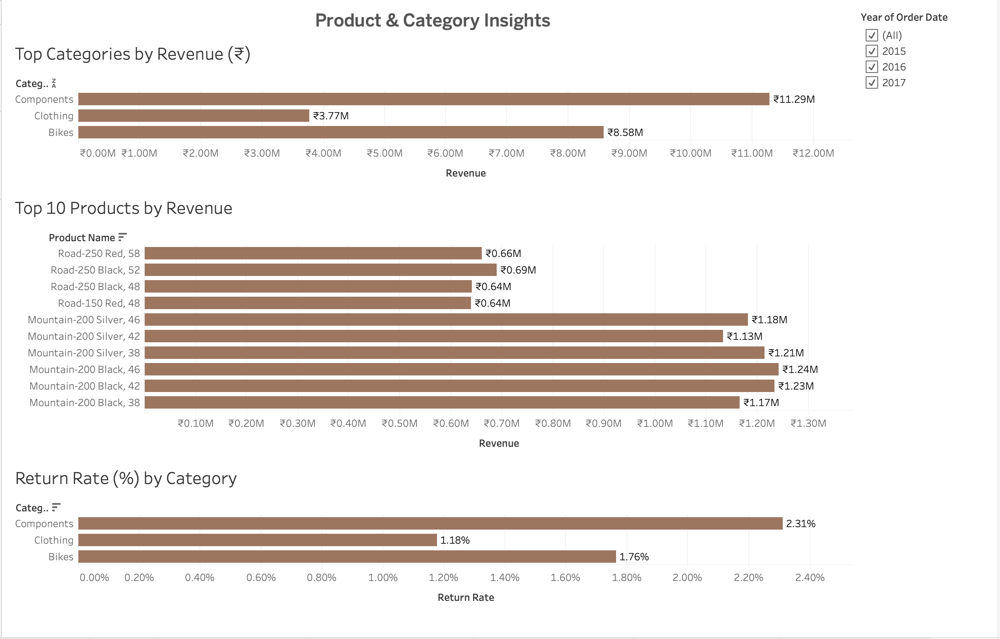 Product & Category Insights
Year of Order Date
(All)
2015
2016
2017
Top Categories by Revenue (₹)
Categ..
Components ₹11.29M
Clothing ₹3.77M
Bikes ₹8.58M
₹0.00M ₹1.00M ₹2.00M ₹3.00M ₹4.00M ₹5.00M ₹6.00M ₹7.00M ₹8.00M ₹9.00M ₹10.00M ₹11.00M ₹12.00M
Revenue
Top 10 Products by Revenue
Product Name
Road-250 Red, 58 ₹0.66M
Road-250 Black, 52 ₹0.69M
Road-250 Black, 48 ₹0.64M
Road-150 Red, 48 ₹0.64M
Mountain-200 Silver, 46 ₹1.18M
Mountain-200 Silver, 42 ₹1.13M
Mountain-200 Silver, 38 ₹1.21M
Mountain-200 Black, 46 ₹1.24M
Mountain-200 Black, 42 ₹1.23M
Mountain-200 Black, 38 ₹1.17M
₹0.10M ₹0.20M ₹0.30M ₹0.40M ₹0.50M ₹0.60M ₹0.70M ₹0.80M ₹0.90M ₹1.00M ₹1.10M ₹1.20M ₹1.30M
Revenue
Return Rate (%) by Category
Categ..
Components 2.31%
Clothing 1.18%
Bikes 1.76%
0.00% 0.20% 0.40% 0.60% 0.80% 1.00% 1.20% 1.40% 1.60% 1.80% 2.00% 2.20% 2.40%
Return Rate